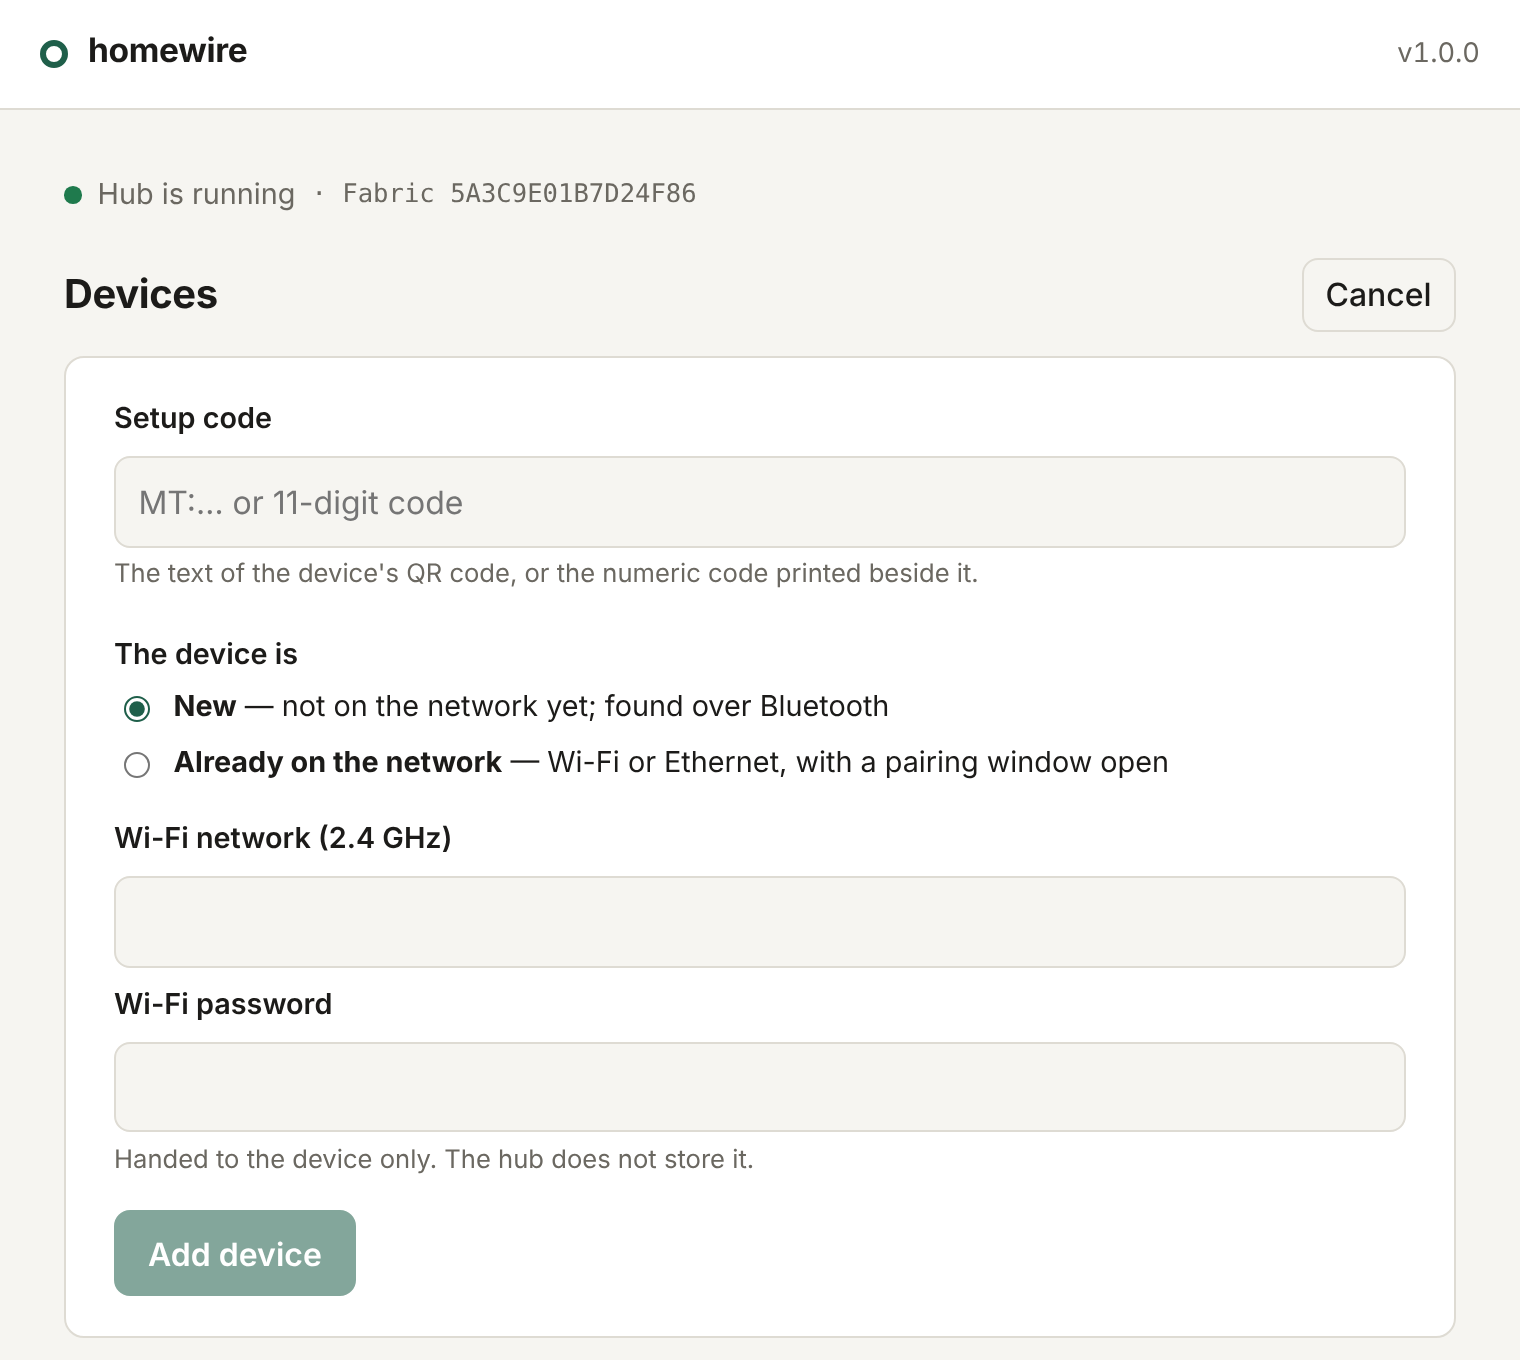 homewire
v1.0.0
Hub is running · Fabric 5A3C9E01B7D24F86
Devices
Cancel
Setup code
MT:... or 11-digit code
The text of the device's QR code, or the numeric code printed beside it.
The device is
New — not on the network yet; found over Bluetooth
Already on the network — Wi-Fi or Ethernet, with a pairing window open
Wi-Fi network (2.4 GHz)
Wi-Fi password
Handed to the device only. The hub does not store it.
Add device